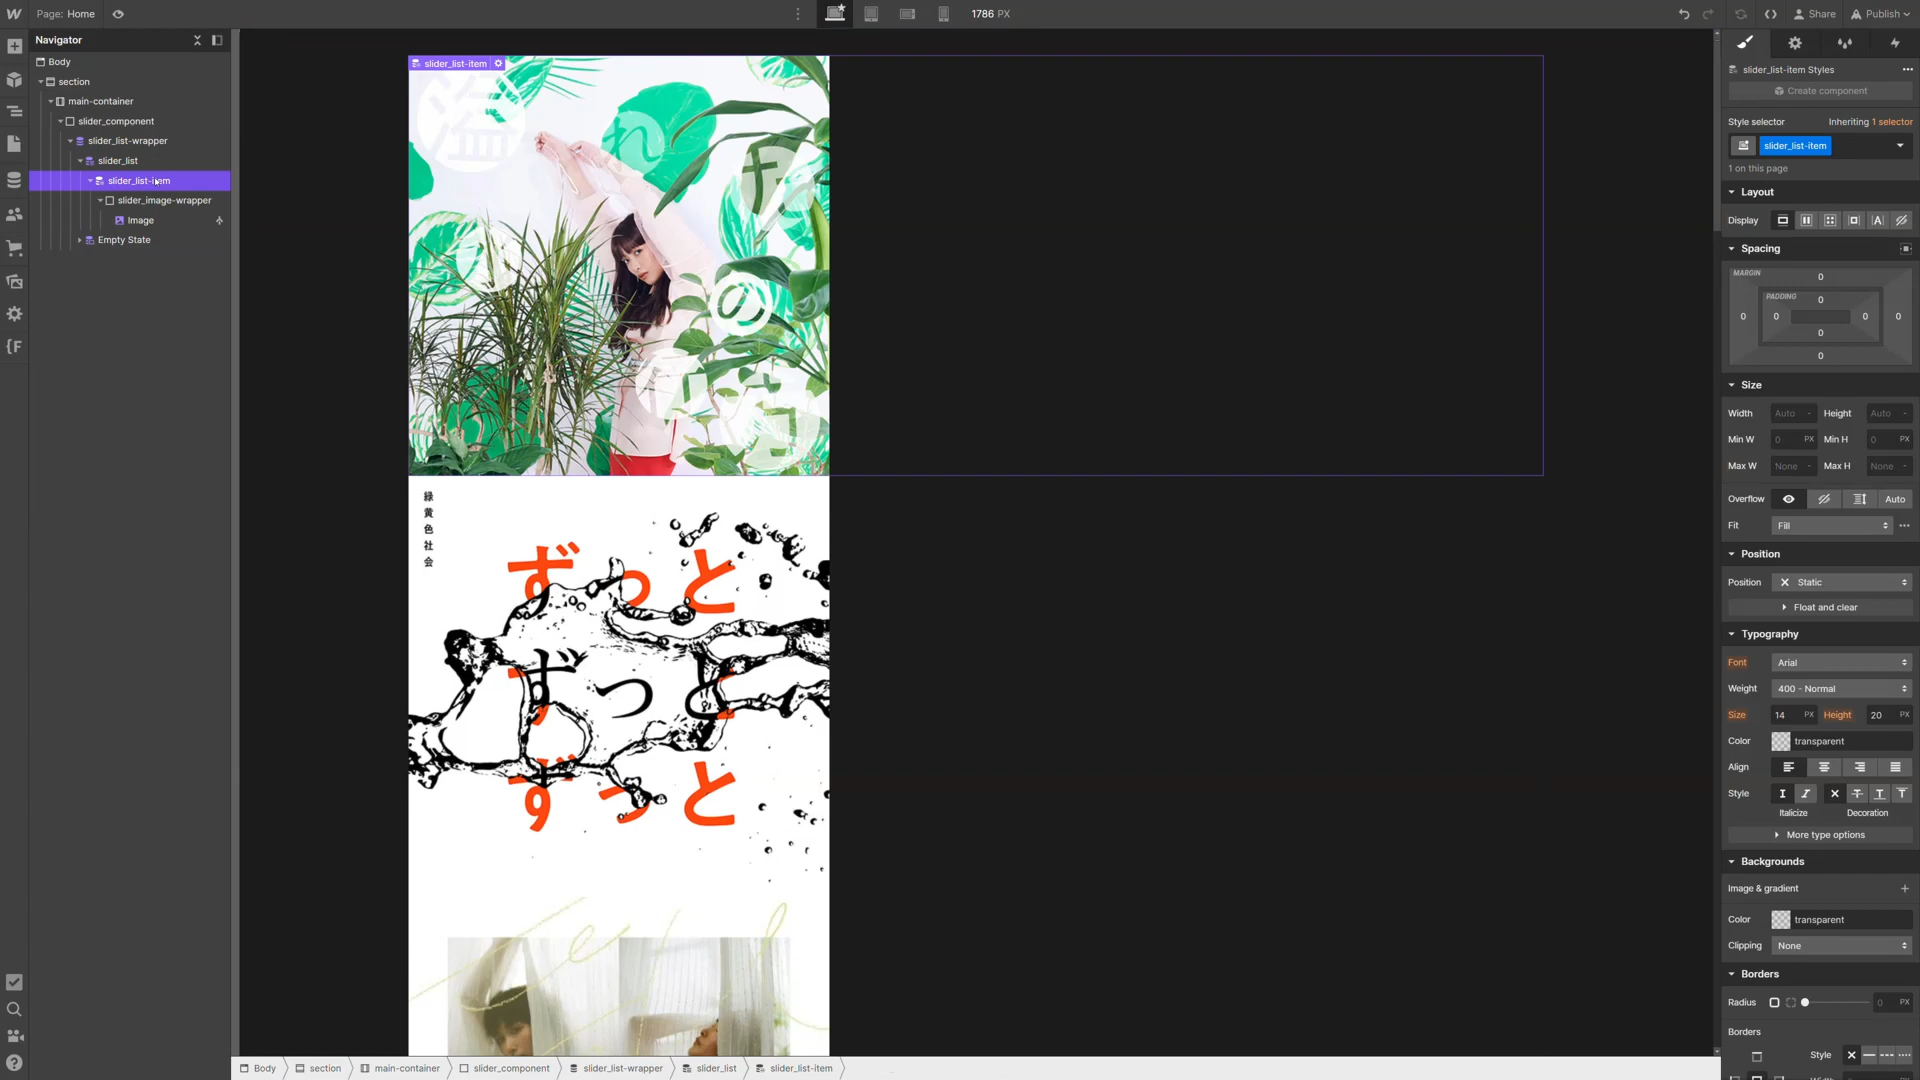 Page: Home
1786 PX
Share
Publish
Navigator
Body
section
main-container
slider_component
slider_list-wrapper
slider_list
slider_list-item
slider_image-wrapper
Image
Empty State
slider_list-item
緑
黄
色
社
会
ずっと
ずっと
ずっと
slider_list-item Styles
Create component
Style selector
Inheriting 1 selector
slider_list-item
1 on this page
Layout
Display
Spacing
MARGIN
0
PADDING
0
0 0 0 0
0
0
Size
Width Auto - Height Auto -
Min W 0 PX Min H 0 PX
Max W None - Max H None -
Overflow Auto
Fit Fill
Position
Position Static
Float and clear
Typography
Font Arial
Weight 400 - Normal
Size 14 PX Height 20 PX
Color transparent
Align
Style
Italicize Decoration
More type options
Backgrounds
Image & gradient
Color transparent
Clipping None
Borders
Radius 0 PX
Borders
Style
Body section main-container slider_component slider_list-wrapper slider_list slider_list-item